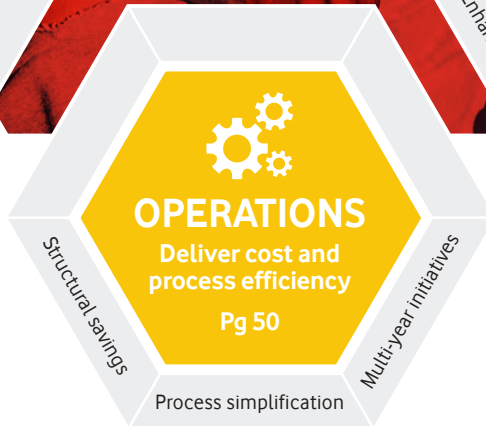 OPERATIONS
Deliver cost and
process efficiency
Pg 50
Structural savings
Process simplification
Multi-year initiatives